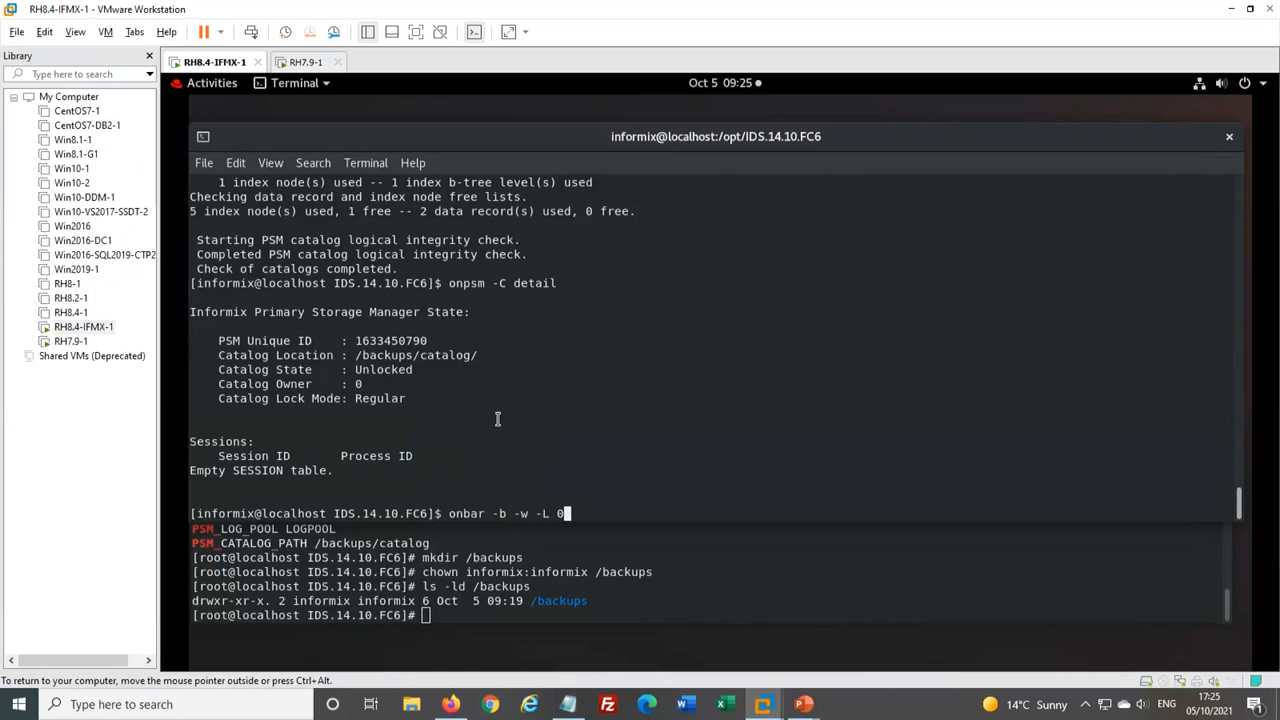 RH8.4-IFMX-1 - VMware Workstation
File Edit View VM Tabs Help
Library
Type here to search
My Computer
CentOS7-1
CentOS7-DB2-1
Win8.1-1
Win8.1-G1
Win10-1
Win10-2
Win10-DDM-1
Win10-VS2017-SSDT-2
Win2016
Win2016-DC1
Win2016-SQL2019-CTP2
Win2019-1
RH8-1
RH8.2-1
RH8.4-1
RH8.4-IFMX-1
RH7.9-1
Shared VMs (Deprecated)
RH8.4-IFMX-1 RH7.9-1
Activities Terminal Oct 5 09:25
informix@localhost:/opt/IDS.14.10.FC6
File Edit View Search Terminal Help
1 index node(s) used -- 1 index b-tree level(s) used
Checking data record and index node free lists.
5 index node(s) used, 1 free -- 2 data record(s) used, 0 free.
Starting PSM catalog logical integrity check.
Completed PSM catalog logical integrity check.
Check of catalogs completed.
[informix@localhost IDS.14.10.FC6]$ onpsm -C detail
Informix Primary Storage Manager State:
PSM Unique ID : 1633450790
Catalog Location : /backups/catalog/
Catalog State : Unlocked
Catalog Owner : 0
Catalog Lock Mode: Regular
Sessions:
Session ID Process ID
Empty SESSION table.
[informix@localhost IDS.14.10.FC6]$ onbar -b -w -L 0
PSM_LOG_POOL LOGPOOL
PSM_CATALOG_PATH /backups/catalog
[root@localhost IDS.14.10.FC6]# mkdir /backups
[root@localhost IDS.14.10.FC6]# chown informix:informix /backups
[root@localhost IDS.14.10.FC6]# ls -ld /backups
drwxr-xr-x. 2 informix informix 6 Oct 5 09:19 /backups
[root@localhost IDS.14.10.FC6]#
To return to your computer, move the mouse pointer outside or press Ctrl+Alt.
Type here to search
14°C Sunny
ENG
17:25
05/10/2021